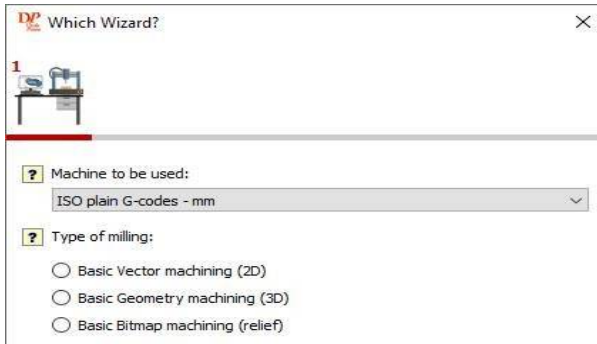 DP Which Wizard?
1
? Machine to be used:
ISO plain G-codes - mm
? Type of milling:
Basic Vector machining (2D)
Basic Geometry machining (3D)
Basic Bitmap machining (relief)